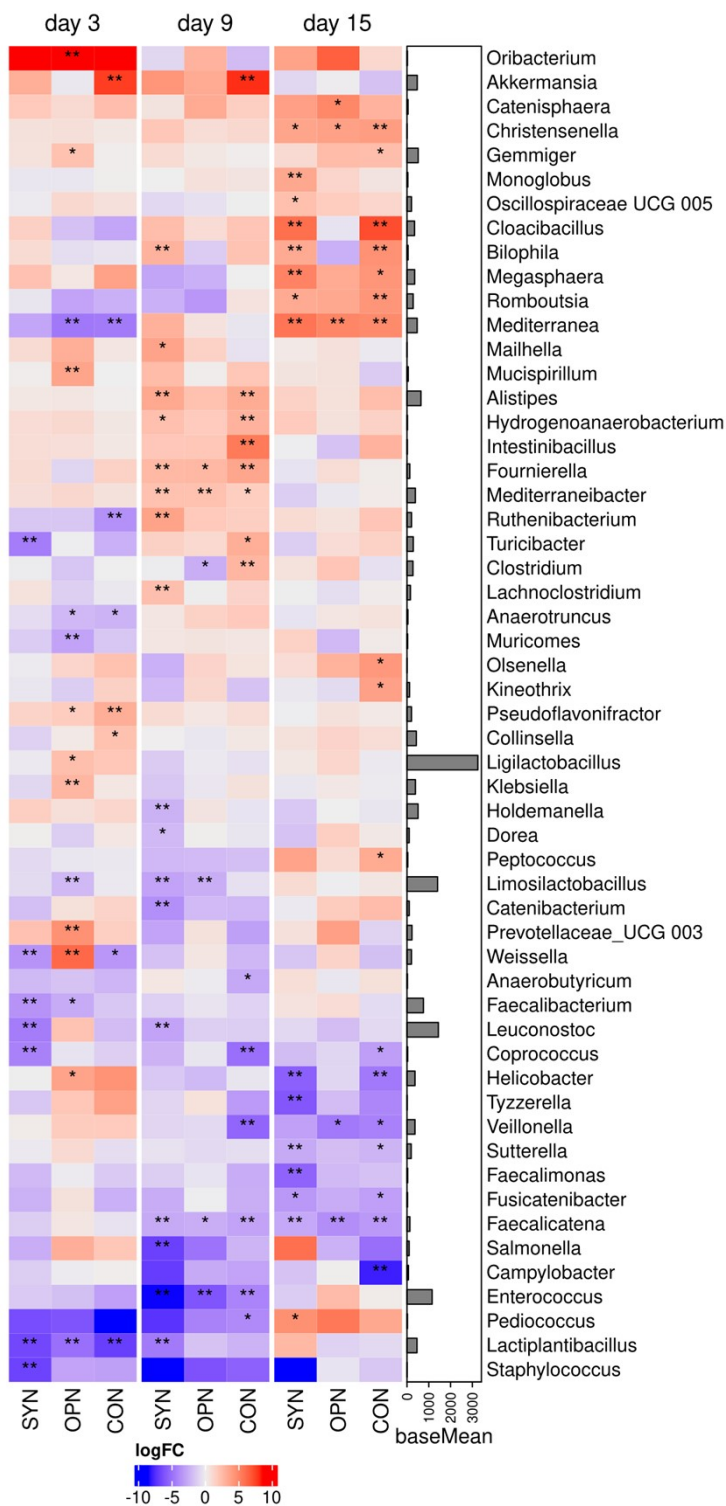 day 3 day 9 day 15
** Oribacterium
** ** Akkermansia
* Catenisphaera
* * ** Christensenella
* * Gemmiger
** Monoglobus
* Oscillospiraceae UCG 005
** ** Cloacibacillus
** ** ** Bilophila
** * Megasphaera
* ** Romboutsia
** ** ** ** ** Mediterranea
* Mailhella
** Mucispirillum
** ** Alistipes
* ** Hydrogenoanaerobacterium
** Intestinibacillus
** * ** Fournierella
** ** * Mediterraneibacter
** ** Ruthenibacterium
** * Turicibacter
* ** Clostridium
** Lachnoclostridium
* * Anaerotruncus
** Muricomes
* Olsenella
* Kineothrix
* ** Pseudoflavonifractor
* Collinsella
* Ligilactobacillus
** Klebsiella
** Holdemanella
* Dorea
* Peptococcus
** ** ** Limosilactobacillus
** Catenibacterium
** Prevotellaceae_UCG 003
** ** * Weissella
* Anaerobutyricum
** * Faecalibacterium
** ** Leuconostoc
** ** * Coprococcus
* ** ** Helicobacter
** Tyzzerella
** * * Veillonella
** * Sutterella
** Faecalimonas
* * Fusicatenibacter
** * ** ** ** ** Faecalicatena
** Salmonella
** Campylobacter
** ** ** Enterococcus
* * Pediococcus
** ** ** ** Lactiplantibacillus
** Staphylococcus
SYN OPN CON SYN OPN CON SYN OPN CON 0 1000 2000 3000
baseMean
logFC
-10 -5 0 5 10